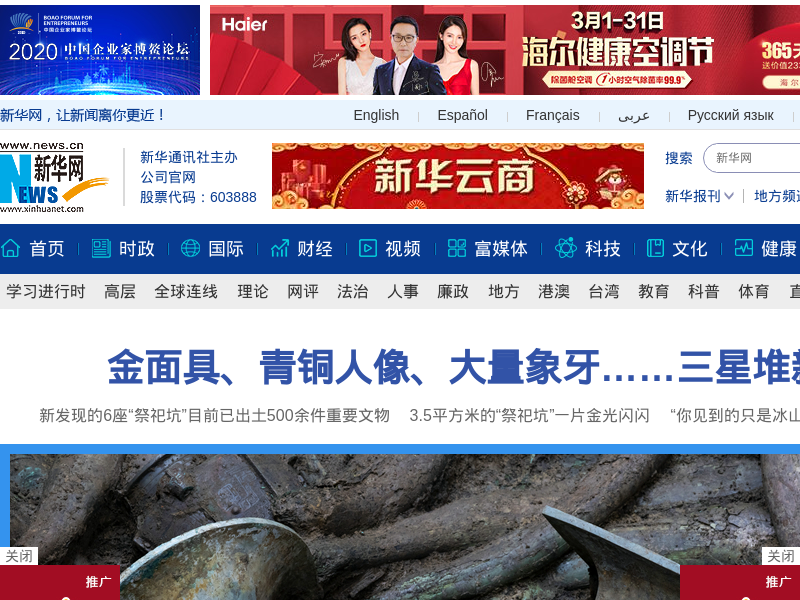 BOAO FORUM FOR
ENTREPRENEURS
中国企业家博鳌论坛
2020 中国企业家博鳌论坛
BOAO FORUM FOR ENTREPRENEURS
Haier
3月1-31日
海尔健康空调节
除菌舱空调 1小时空气除菌率99.9%
365天
送价值23
海尔
新华网，让新闻离你更近！
English
Español
Français
عربى
Русский язык
www.news.cn
新华网
NEWS
www.xinhuanet.com
新华通讯社主办
公司官网
股票代码：603888
新华云商
搜索
新华网
新华报刊
地方频道
首页
时政
国际
财经
视频
富媒体
科技
文化
健康
学习进行时 高层 全球连线 理论 网评 法治 人事 廉政 地方 港澳 台湾 教育 科普 体育 直
金面具、青铜人像、大量象牙……三星堆新
新发现的6座“祭祀坑”目前已出土500余件重要文物 3.5平方米的“祭祀坑”一片金光闪闪 “你见到的只是冰山
关闭
关闭
推广
推广